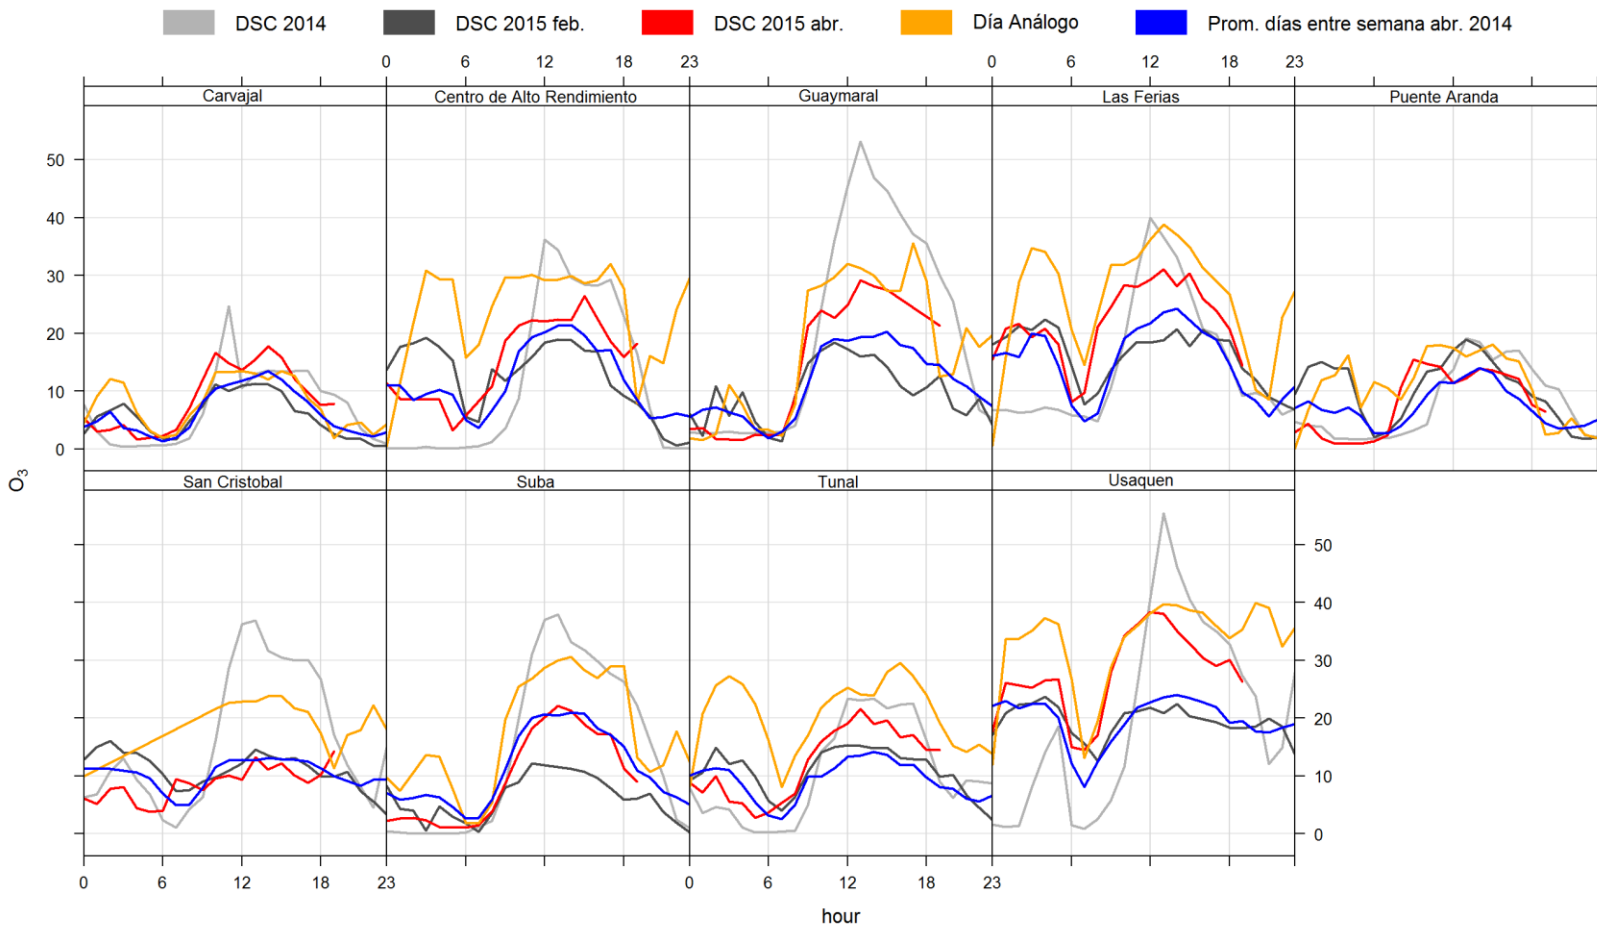 DSC 2014 DSC 2015 feb. DSC 2015 abr. Día Análogo Prom. días entre semana abr. 2014
0 6 12 18 23 0 6 12 18 23
Carvajal Centro de Alto Rendimiento Guaymaral Las Ferias Puente Aranda
50
40
30
20
10
0
O3
San Cristobal Suba Tunal Usaquen
50
40
30
20
10
0
0 6 12 18 23 0 6 12 18 23
hour